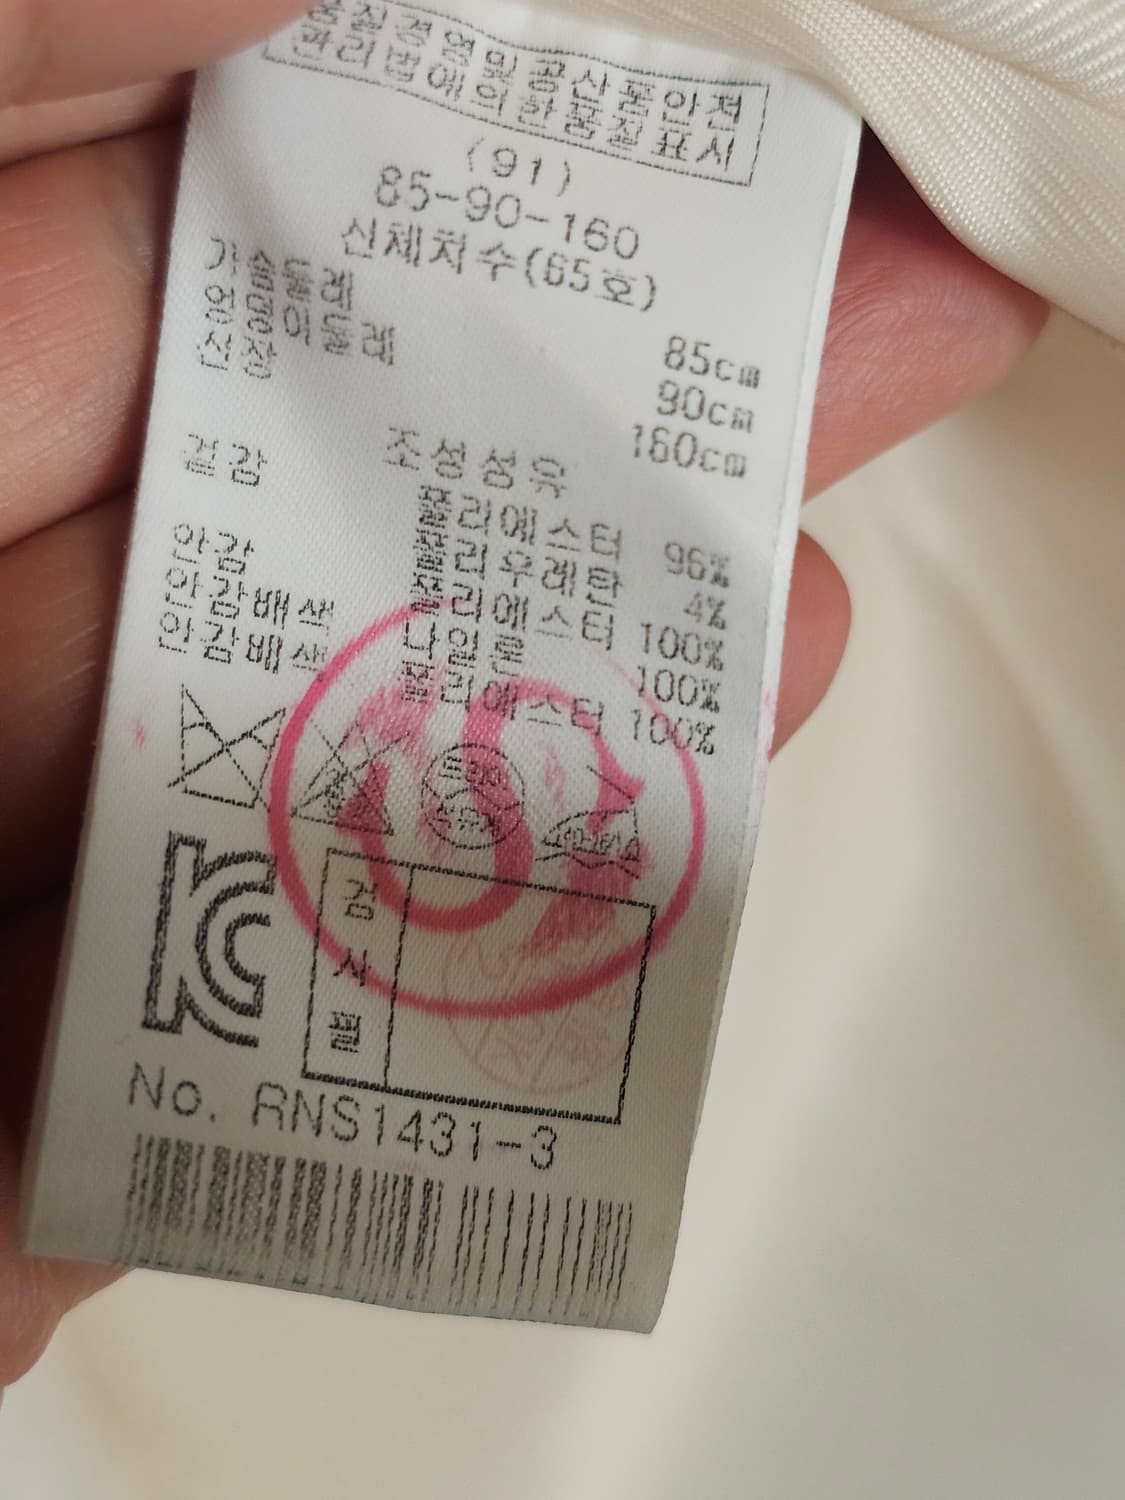 품질경영및공산품안전
관리법에의한품질표시
(91)
85-90-160
신체치수(65호)
가슴둘레 85cm
엉덩이둘레 90cm
신장 160cm
조성섬유
겉감 폴리에스터 96%
폴리우레탄 4%
안감 폴리에스터 100%
안감배색 나일론 100%
안감배색 폴리에스터 100%
검사필
No. RNS1431-3